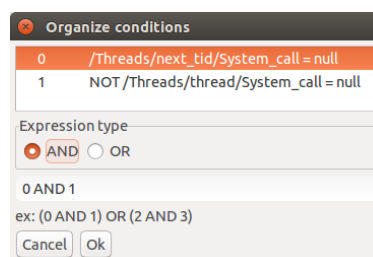 Organize conditions
0 /Threads/next_tid/System_call = null
1 NOT /Threads/thread/System_call = null
Expression type
AND OR
0 AND 1
ex: (0 AND 1) OR (2 AND 3)
Cancel Ok